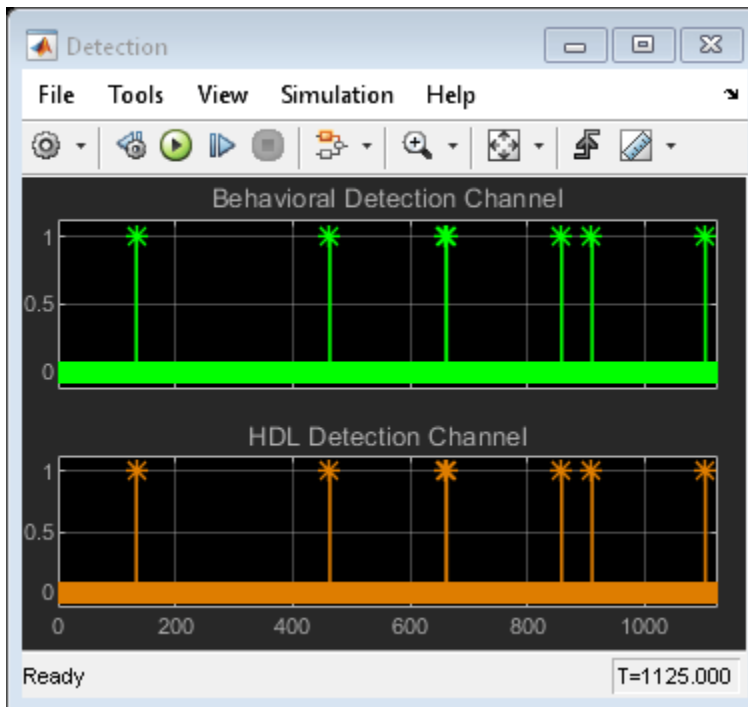 Detection
File Tools View Simulation Help
Behavioral Detection Channel
1
0.5
0
HDL Detection Channel
1
0.5
0
0 200 400 600 800 1000
Ready T=1125.000